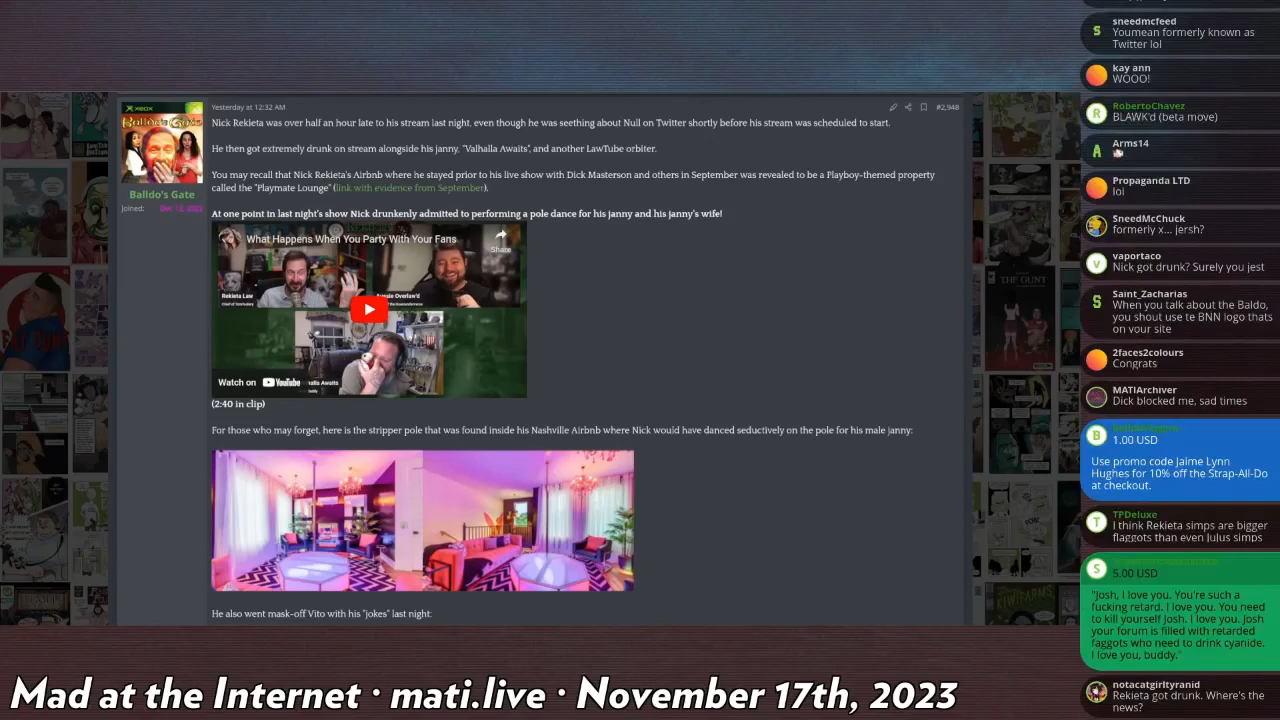 Yesterday at 12:32 AM
#2,948
XBOX
Balldo's Gate
Balldo's Gate
Joined:
Dec 12, 2022
Nick Rekieta was over half an hour late to his stream last night, even though he was seething about Null on Twitter shortly before his stream was scheduled to start.
He then got extremely drunk on stream alongside his janny, "Valhalla Awaits", and another LawTube orbiter.
You may recall that Nick Rekieta's Airbnb where he stayed prior to his live show with Dick Masterson and others in September was revealed to be a Playboy-themed property
called the "Playmate Lounge" (link with evidence from September).
At one point in last night's show Nick drunkenly admitted to performing a pole dance for his janny and his janny's wife!
What Happens When You Party With Your Fans
Share
Rekieta Law
Watch on YouTube
(2:40 in clip)
For those who may forget, here is the stripper pole that was found inside his Nashville Airbnb where Nick would have danced seductively on the pole for his male janny:
He also went mask-off Vito with his "jokes" last night:
sneedmcfeed
Youmean formerly known as
Twitter lol
kay ann
WOOO!
RobertoChavez
BLAWK'd (beta move)
Arms14
Propaganda LTD
lol
SneedMcChuck
formerly x... jersh?
vaportaco
Nick got drunk? Surely you jest
Saint_Zacharias
When you talk about the Baldo,
you shout use te BNN logo thats
on your site
2faces2colours
Congrats
MATIArchiver
Dick blocked me, sad times
1.00 USD
Use promo code Jaime Lynn
Hughes for 10% off the Strap-All-Do
at checkout.
TPDeluxe
I think Rekieta simps are bigger
flaggots than even JuJus simps
5.00 USD
"Josh, I love you. You're such a
fucking retard. I love you. You need
to kill yourself Josh. I love you. Josh
your forum is filled with retarded
faggots who need to drink cyanide.
I love you, buddy."
notacatgirltyranid
Rekieta got drunk. Where's the
news?
Mad at the Internet · mati.live · November 17th, 2023